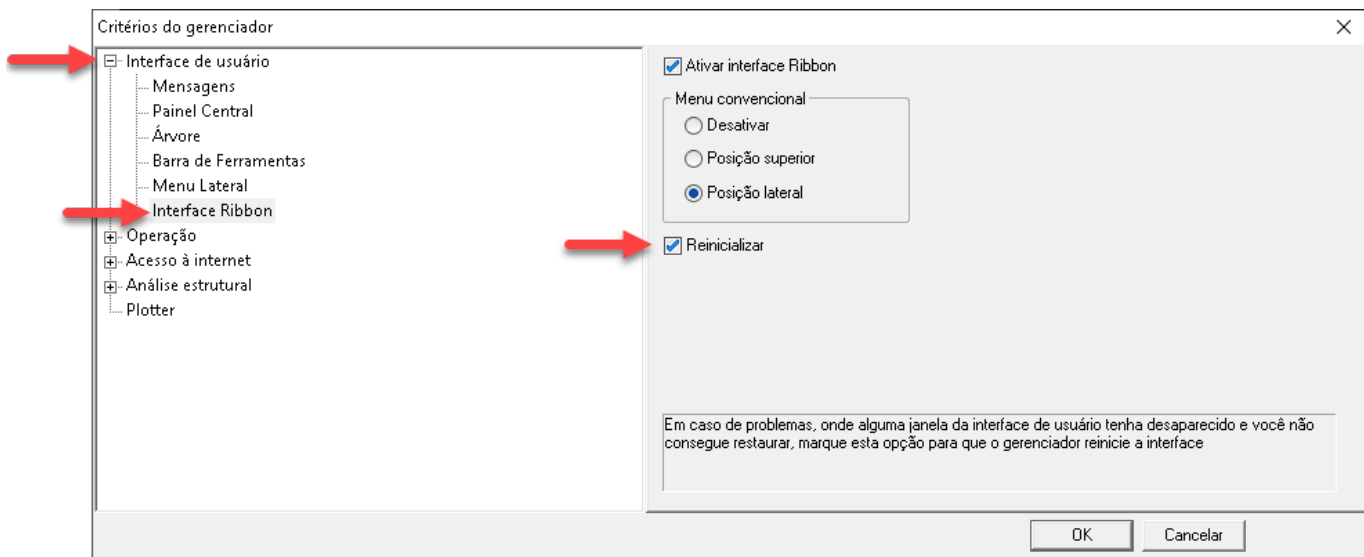 Critérios do gerenciador
Interface de usuário
Mensagens
Painel Central
Árvore
Barra de Ferramentas
Menu Lateral
Interface Ribbon
Operação
Acesso à internet
Análise estrutural
Plotter
Ativar interface Ribbon
Menu convencional
Desativar
Posição superior
Posição lateral
Reinicializar
Em caso de problemas, onde alguma janela da interface de usuário tenha desaparecido e você não
consegue restaurar, marque esta opção para que o gerenciador reinicie a interface
OK
Cancelar